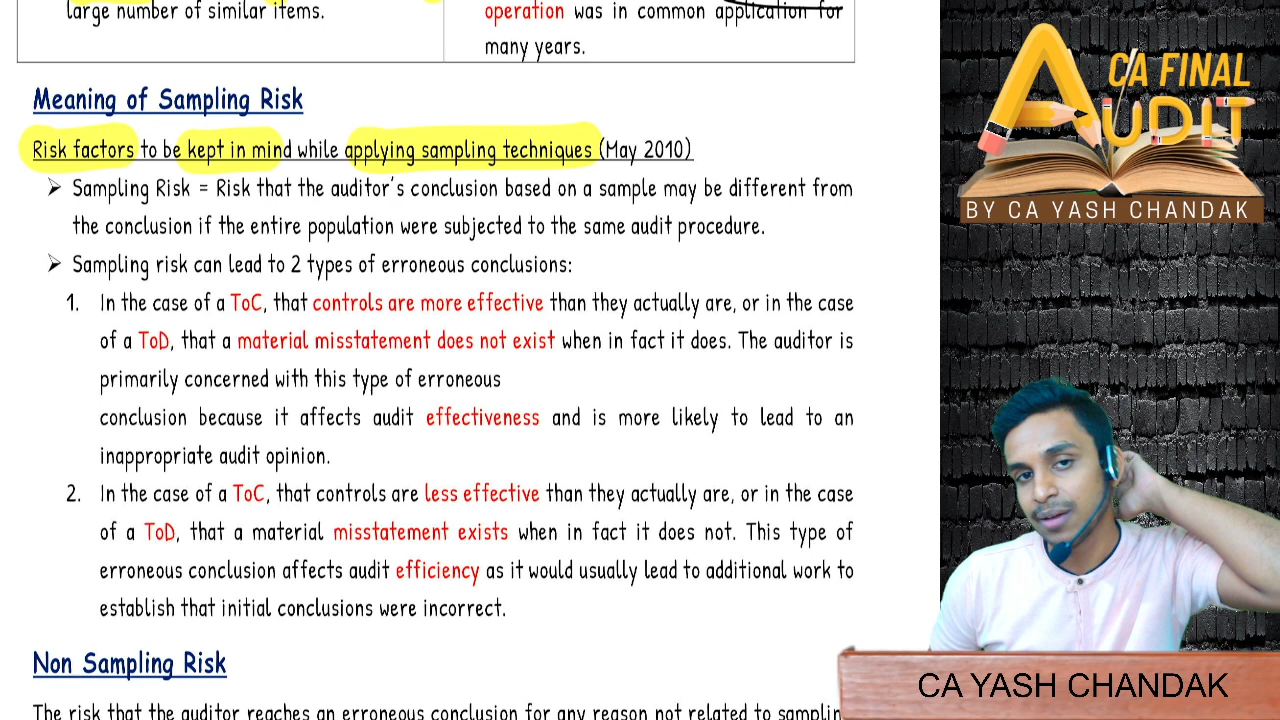 large number of similar items.
operation was in common application for
many years.
Meaning of Sampling Risk
Risk factors to be kept in mind while applying sampling techniques (May 2010)
➢ Sampling Risk = Risk that the auditor's conclusion based on a sample may be different from
the conclusion if the entire population were subjected to the same audit procedure.
➢ Sampling risk can lead to 2 types of erroneous conclusions:
1. In the case of a ToC, that controls are more effective than they actually are, or in the case
of a ToD, that a material misstatement does not exist when in fact it does. The auditor is
primarily concerned with this type of erroneous
conclusion because it affects audit effectiveness and is more likely to lead to an
inappropriate audit opinion.
2. In the case of a ToC, that controls are less effective than they actually are, or in the case
of a ToD, that a material misstatement exists when in fact it does not. This type of
erroneous conclusion affects audit efficiency as it would usually lead to additional work to
establish that initial conclusions were incorrect.
Non Sampling Risk
The risk that the auditor reaches an erroneous conclusion for any reason not related to sampling
CA FINAL
AUDIT
BY CA YASH CHANDAK
CA YASH CHANDAK